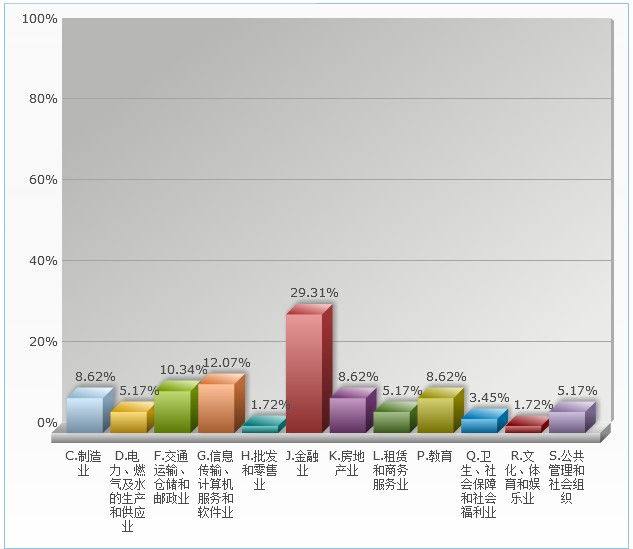 100%
80%
60%
40%
20%
0%
8.62%
5.17%
10.34%
12.07%
1.72%
29.31%
8.62%
5.17%
8.62%
3.45%
1.72%
5.17%
C.制造
业
D.电
力、燃
气及水
的生产
和供应
业
F.交通
运输、
仓储和
邮政业
G.信息
传输、
计算机
服务和
软件业
H.批发
和零售
业
J.金融
业
K.房地
产业
L.租赁
和商务
服务业
P.教育
Q.卫
生、社
会保障
和社会
福利业
R.文
化、体
育和娱
乐业
S.公共
管理和
社会组
织